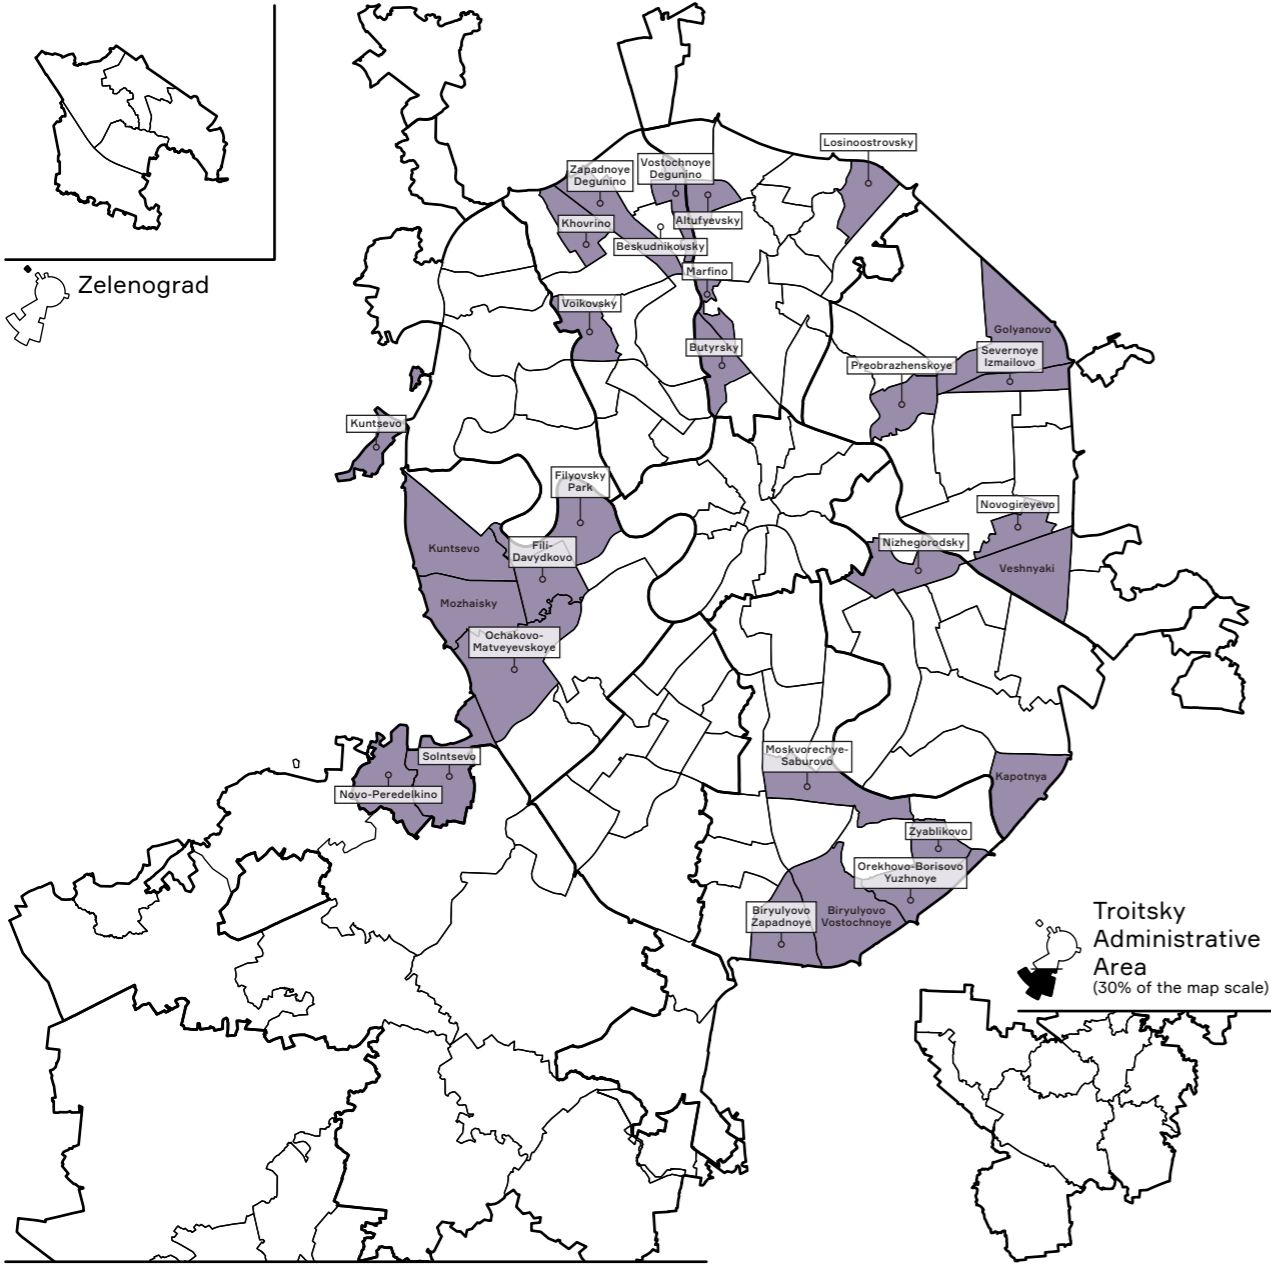 Losinoostrovsky
Zapadnoye
Degunino
Vostochnoye
Degunino
Khovrino
Altufyevsky
Beskudnikovsky
Marfino
Zelenograd
Voikovsky
Golyanovo
Butyrsky
Severnoye
Izmailovo
Preobrazhenskoye
Kuntsevo
Filyovsky
Park
Novogireyevo
Nizhegorodsky
Kuntsevo
Fili-
Davydkovo
Veshnyaki
Mozhaisky
Ochakovo-
Matveyevskoye
Solntsevo
Moskvorechye-
Saburovo
Kapotnya
Novo-Peredelkino
Zyablikovo
Orekhovo-Borisovo
Yuzhnoye
Biryulyovo
Zapadnoye
Biryulyovo
Vostochnoye
Troitsky
Administrative
Area
(30% of the map scale)